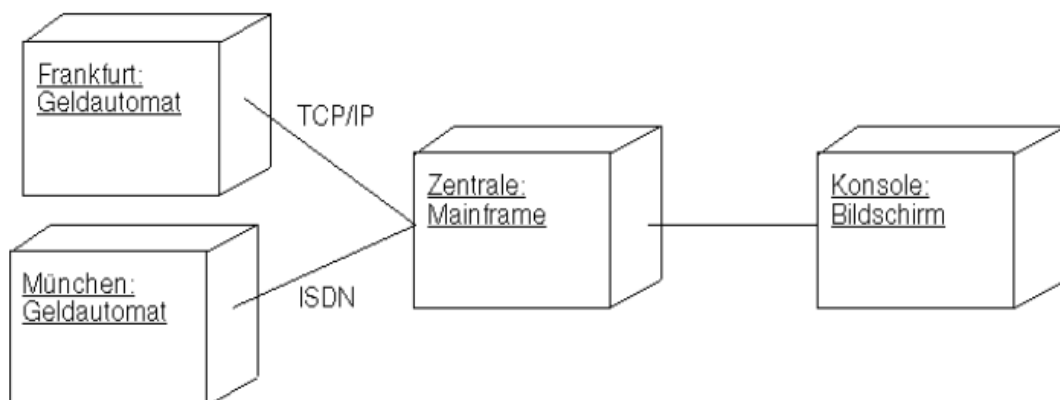 Frankfurt:
Geldautomat
TCP/IP
Zentrale:
Mainframe
Konsole:
Bildschirm
München:
Geldautomat
ISDN